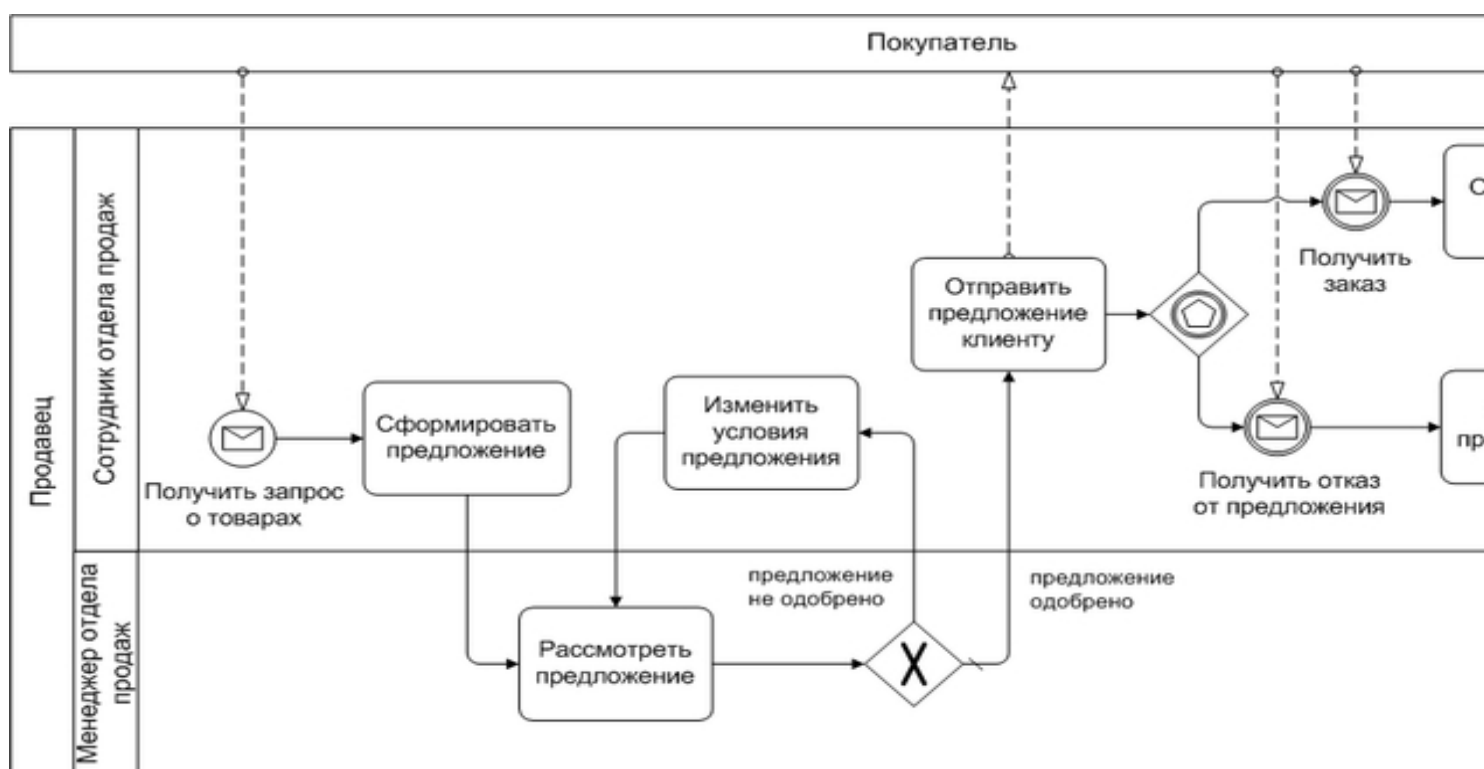 Покупатель
Продавец
Сотрудник отдела продаж
Получить запрос
о товарах
Сформировать
предложение
Изменить
условия
предложения
Отправить
предложение
клиенту
Получить
заказ
Получить отказ
от предложения
Менеджер отдела
продаж
Рассмотреть
предложение
предложение
не одобрено
X
предложение
одобрено